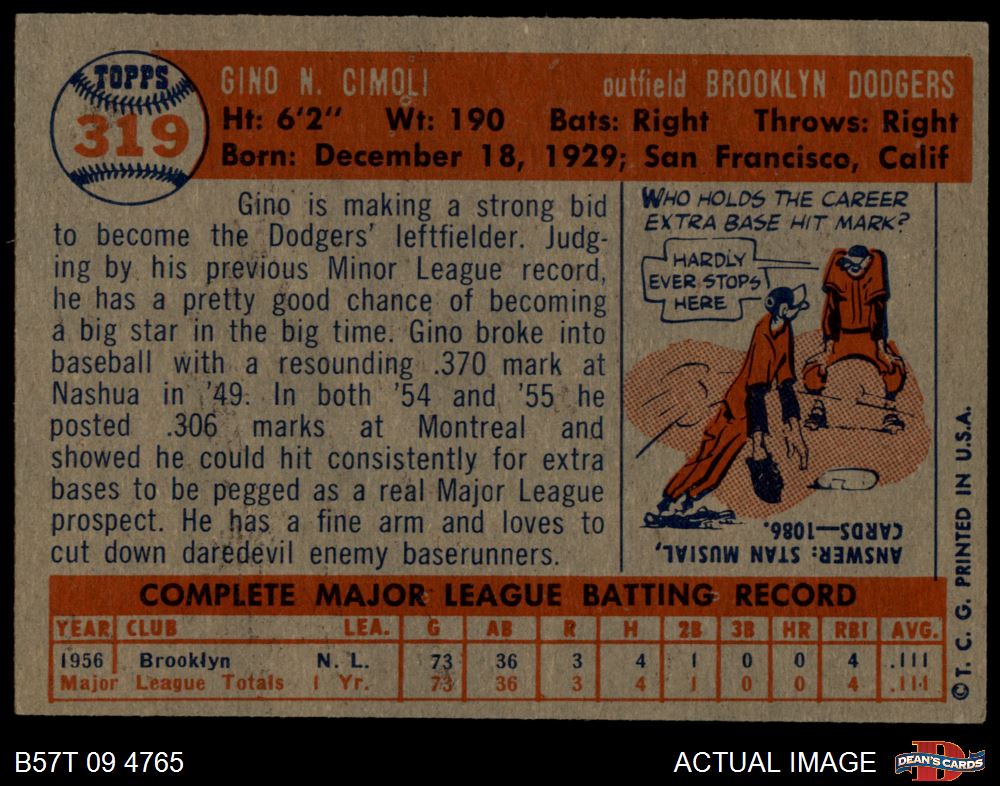 TOPPS
319
GINO N. CIMOLI outfield BROOKLYN DODGERS
Ht: 6'2" Wt: 190 Bats: Right Throws: Right
Born: December 18, 1929; San Francisco, Calif
Gino is making a strong bid
to become the Dodgers' leftfielder. Judg-
ing by his previous Minor League record,
he has a pretty good chance of becoming
a big star in the big time. Gino broke into
baseball with a resounding .370 mark at
Nashua in '49. In both '54 and '55 he
posted .306 marks at Montreal and
showed he could hit consistently for extra
bases to be pegged as a real Major League
prospect. He has a fine arm and loves to
cut down daredevil enemy baserunners.
WHO HOLDS THE CAREER
EXTRA BASE HIT MARK?
HARDLY
EVER STOPS
HERE
ANSWER: STAN MUSIAL,
CARDS—1086.
COMPLETE MAJOR LEAGUE BATTING RECORD
YEAR CLUB LEA. G AB R H 2B 3B HR RBI AVG.
1956 Brooklyn N. L. 73 36 3 4 1 0 0 4 .111
Major League Totals 1 Yr. 73 36 3 4 1 0 0 4 .111
©T. C. G. PRINTED IN U.S.A.
B57T 09 4765 ACTUAL IMAGE DEAN'S CARDS